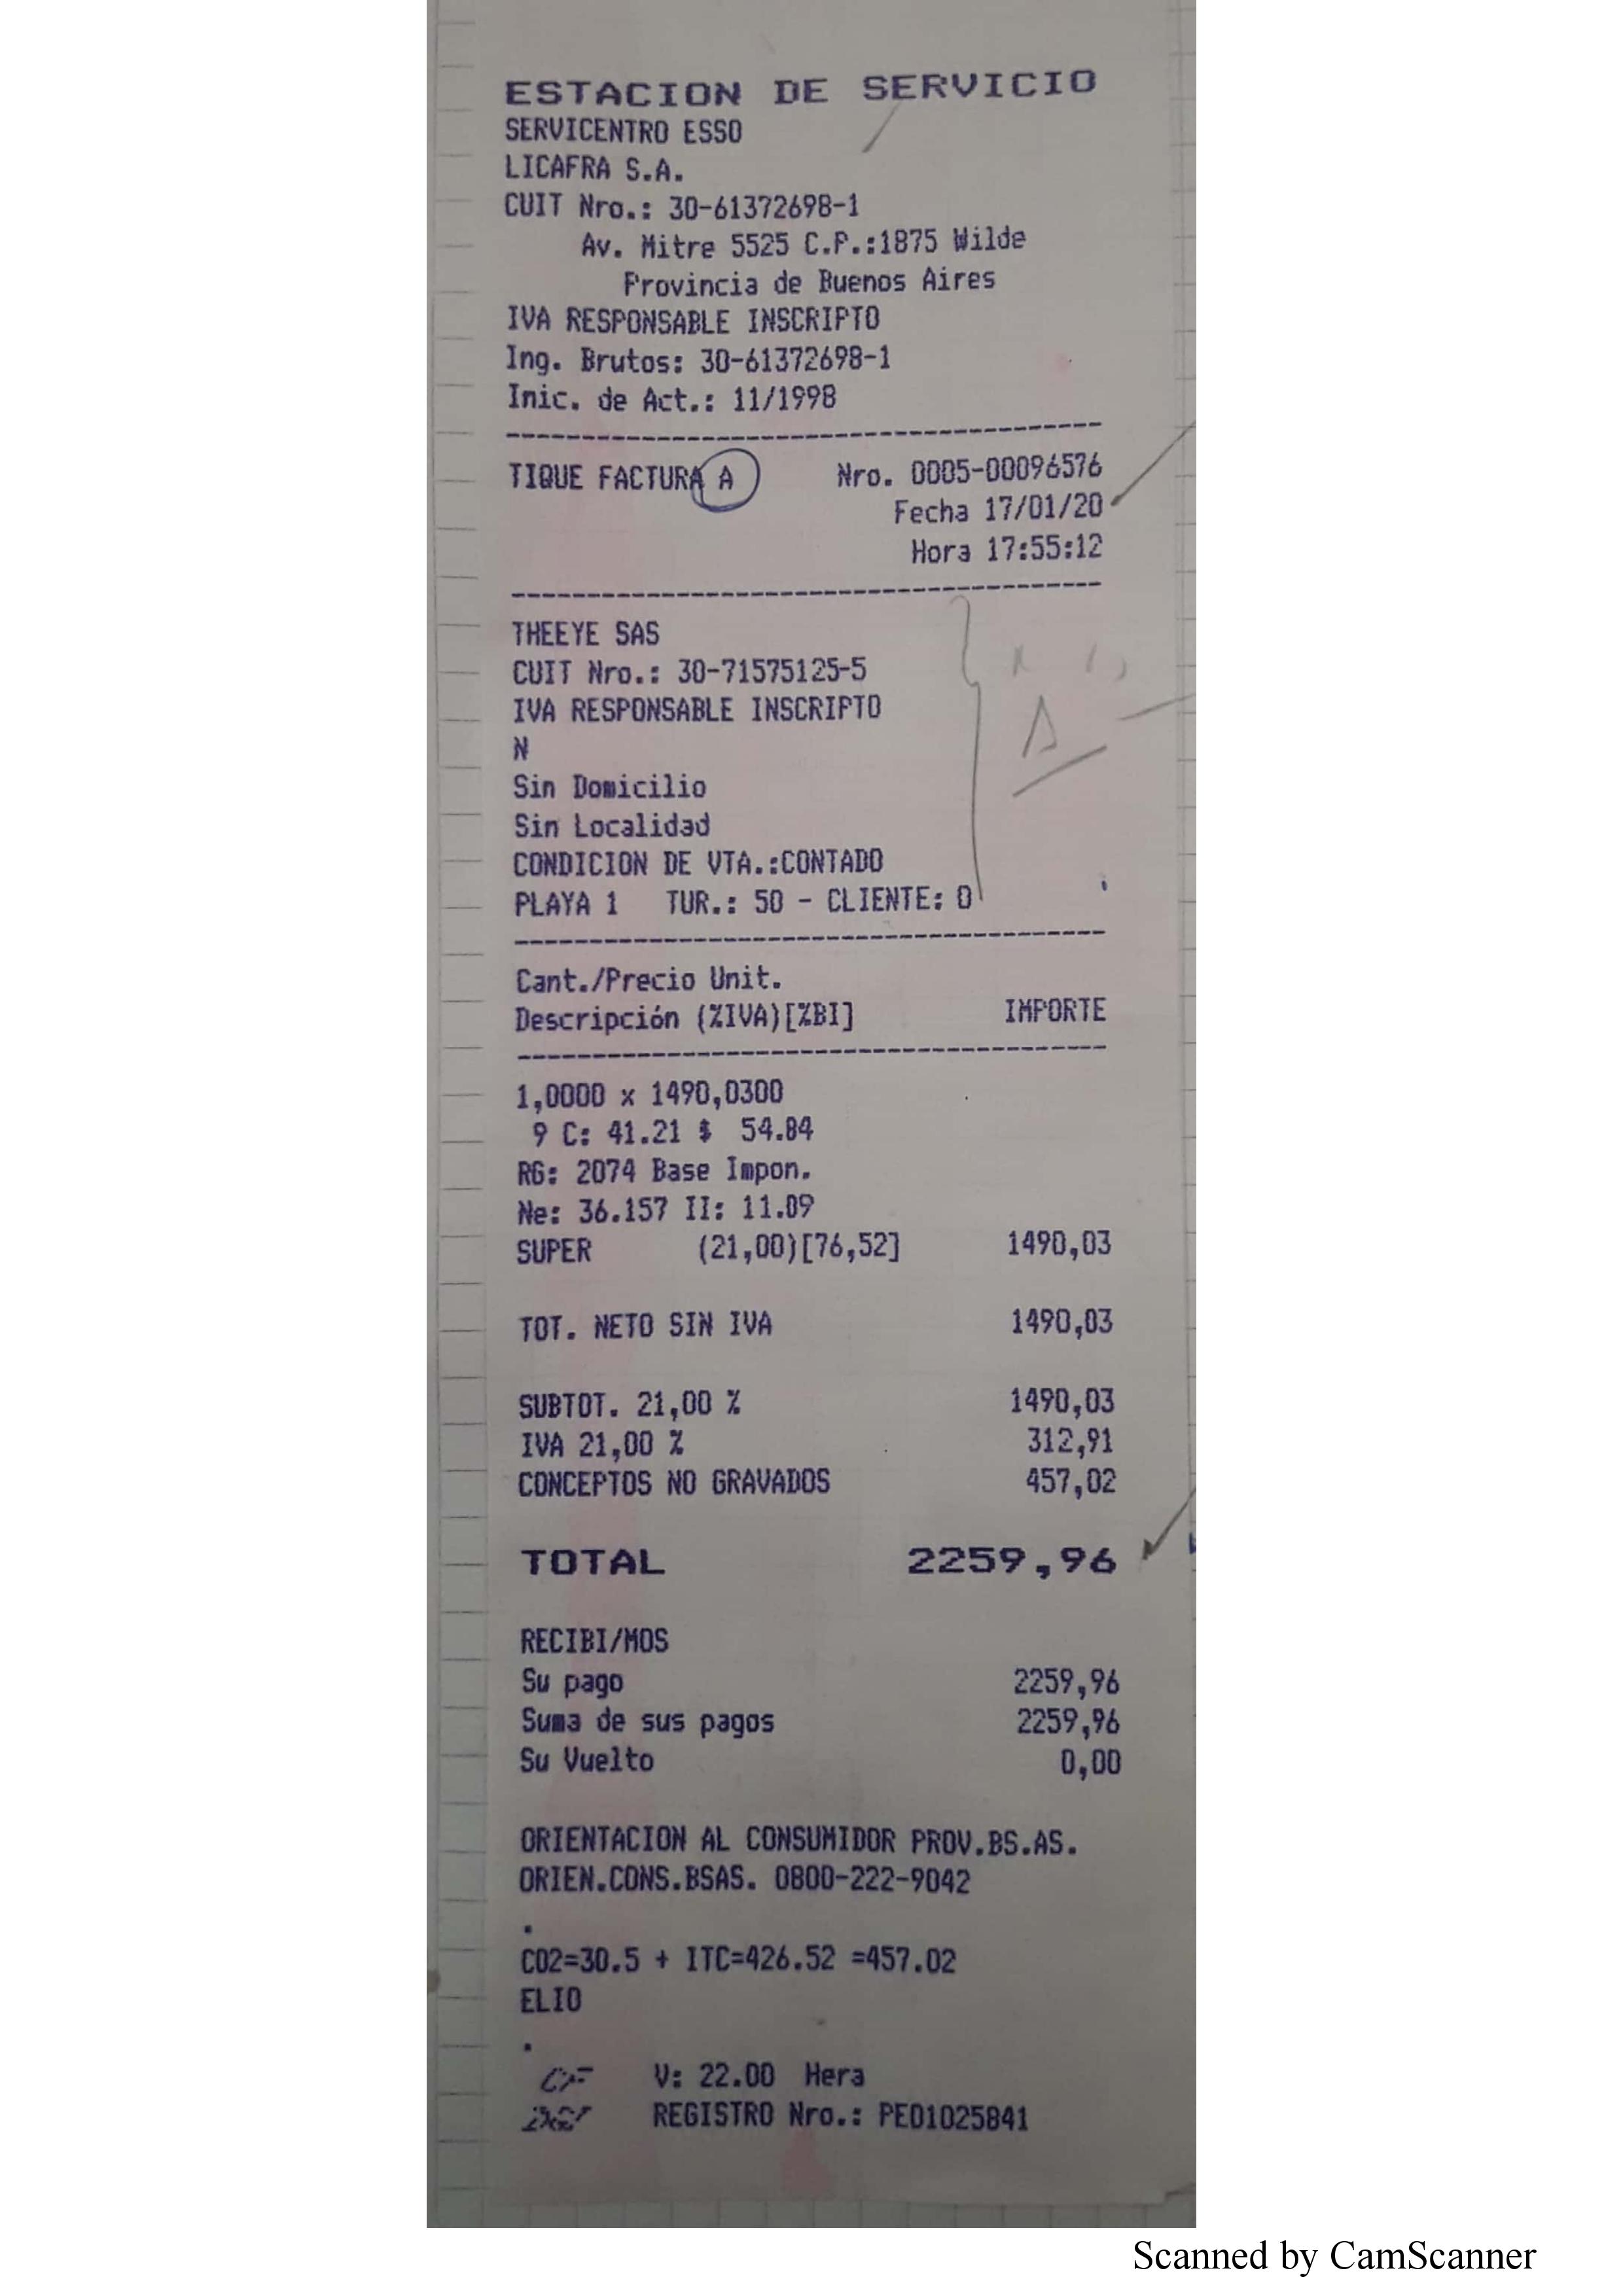 ESTACION DE SERVICIO
SERVICENTRO ESSO
LICAFRA S.A.
CUIT Nro.: 30-61372698-1
Av. Mitre 5525 C.P.:1875 Wilde
Provincia de Buenos Aires
IVA RESPONSABLE INSCRIPTO
Ing. Brutos: 30-61372698-1
Inic. de Act.: 11/1998
TIQUE FACTURA A Nro. 0005-00096576
Fecha 17/01/20
Hora 17:55:12
THEEYE SAS
CUIT Nro.: 30-71575125-5
IVA RESPONSABLE INSCRIPTO
N
A
Sin Domicilio
Sin Localidad
CONDICION DE VTA.:CONTADO
PLAYA 1 TUR.: 50 - CLIENTE: 0
Cant./Precio Unit.
Descripción (%IVA)[%BI] IMPORTE
1,0000 x 1490,0300
9 C: 41.21 $ 54.84
RG: 2074 Base Impon.
Ne: 36.157 II: 11.09
SUPER (21,00)[76,52] 1490,03
TOT. NETO SIN IVA 1490,03
SUBTOT. 21,00 % 1490,03
IVA 21,00 % 312,91
CONCEPTOS NO GRAVADOS 457,02
TOTAL 2259,96
RECIBI/MOS
Su pago 2259,96
Suma de sus pagos 2259,96
Su Vuelto 0,00
ORIENTACION AL CONSUMIDOR PROV.BS.AS.
ORIEN.CONS.BSAS. 0800-222-9042
.
CO2=30.5 + ITC=426.52 =457.02
ELIO
.
CF V: 22.00 Hera
REGISTRO Nro.: PEO1025841
Scanned by CamScanner